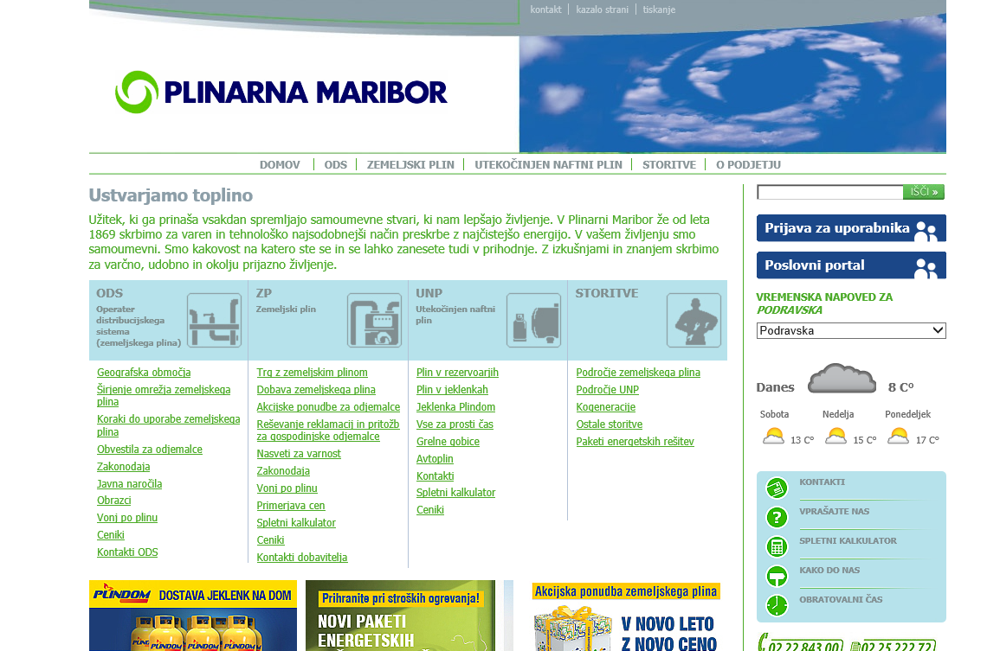 kontakt
kazalo strani
tiskanje
PLINARNA MARIBOR
DOMOV
ODS
ZEMELJSKI PLIN
UTEKOČINJEN NAFTNI PLIN
STORITVE
O PODJETJU
Ustvarjamo toplino
Užitek, ki ga prinaša vsakdan spremljajo samoumevne stvari, ki nam lepšajo življenje. V Plinarni Maribor že od leta
1869 skrbimo za varen in tehnološko najsodobnejši način preskrbe z najčistejšo energijo. V vašem življenju smo
samoumevni. Smo kakovost na katero ste se in se lahko zanesete tudi v prihodnje. Z izkušnjami in znanjem skrbimo
za varčno, udobno in okolju prijazno življenje.
ODS
Operater
distribucijskega
sistema
(zemeljskega plina)
Geografska območja
Širjenje omrežja zemeljskega
plina
Koraki do uporabe zemeljskega
plina
Obvestila za odjemalce
Zakonodaja
Javna naročila
Obrazci
Vonj po plinu
Ceniki
Kontakti ODS
ZP
Zemeljski plin
Trg z zemeljskim plinom
Dobava zemeljskega plina
Akcijske ponudbe za odjemalce
Reševanje reklamacij in pritožb
za gospodinjske odjemalce
Nasveti za varnost
Zakonodaja
Vonj po plinu
Primerjava cen
Spletni kalkulator
Ceniki
Kontakti dobavitelja
UNP
Utekočinjen naftni
plin
Plin v rezervoarjih
Plin v jeklenkah
Jeklenka Plindom
Vse za prosti čas
Grelne gobice
Avtoplin
Kontakti
Spletni kalkulator
Ceniki
STORITVE
Področje zemeljskega plina
Področje UNP
Kogeneracije
Ostale storitve
Paketi energetskih rešitev
PLINDOM DOSTAVA JEKLENK NA DOM
Prihranite pri stroških ogrevanja!
NOVI PAKETI
ENERGETSKIH
Akcijska ponudba zemeljskega plina
V NOVO LETO
Z NOVO CENO
IŠČI »
Prijava za uporabnika
Poslovni portal
VREMENSKA NAPOVED ZA
PODRAVSKA
Podravska
Danes
8 C°
Sobota
Nedelja
Ponedeljek
13 C°
15 C°
17 C°
KONTAKTI
VPRAŠAJTE NAS
SPLETNI KALKULATOR
KAKO DO NAS
OBRATOVALNI ČAS
02 22 843 00
02 25 222 72